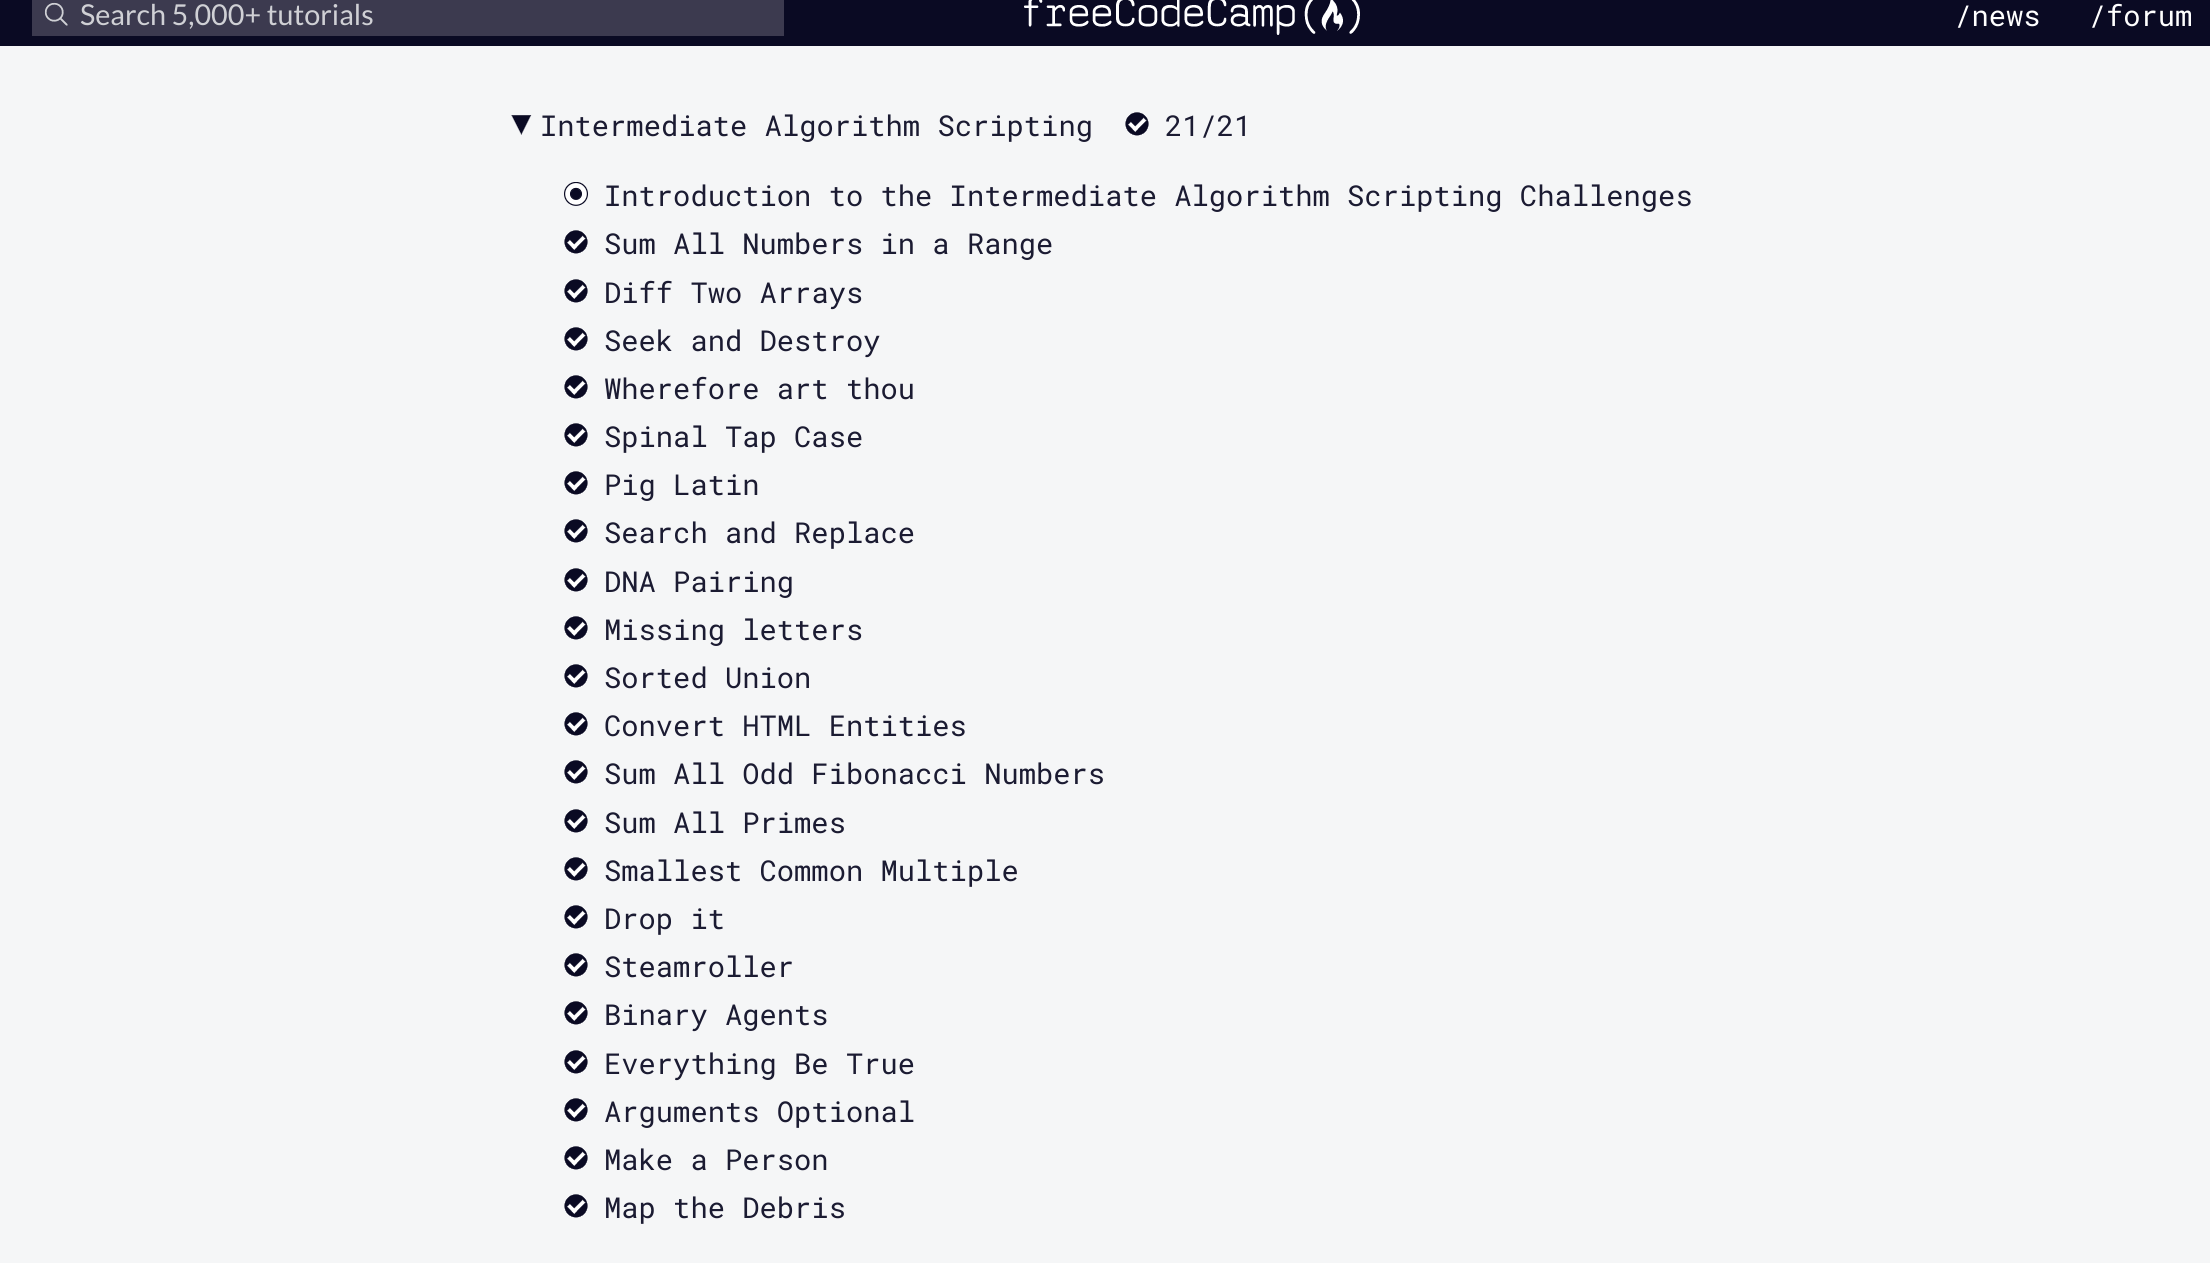 Search 5,000+ tutorials
freeCodeCamp
/news
/forum
Intermediate Algorithm Scripting 21/21
Introduction to the Intermediate Algorithm Scripting Challenges
Sum All Numbers in a Range
Diff Two Arrays
Seek and Destroy
Wherefore art thou
Spinal Tap Case
Pig Latin
Search and Replace
DNA Pairing
Missing letters
Sorted Union
Convert HTML Entities
Sum All Odd Fibonacci Numbers
Sum All Primes
Smallest Common Multiple
Drop it
Steamroller
Binary Agents
Everything Be True
Arguments Optional
Make a Person
Map the Debris